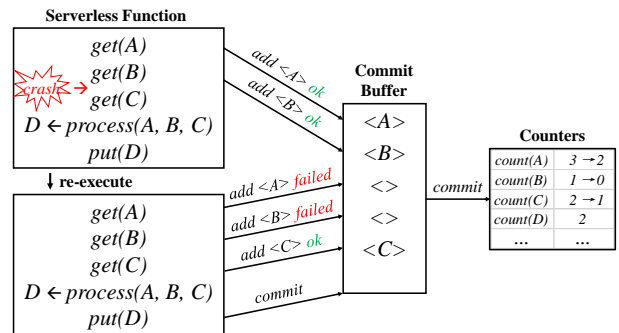 Serverless Function
get(A)
get(B)
crash
get(C)
D ← process(A, B, C)
put(D)
re-execute
get(A)
get(B)
get(C)
D ← process(A, B, C)
put(D)
add <A> ok
add <B> ok
add <A> failed
add <B> failed
add <C> ok
commit
Commit
Buffer
<A>
<B>
<>
<>
<C>
commit
Counters
count(A) 3 →2
count(B) 1 →0
count(C) 2 →1
count(D) 2
... ...